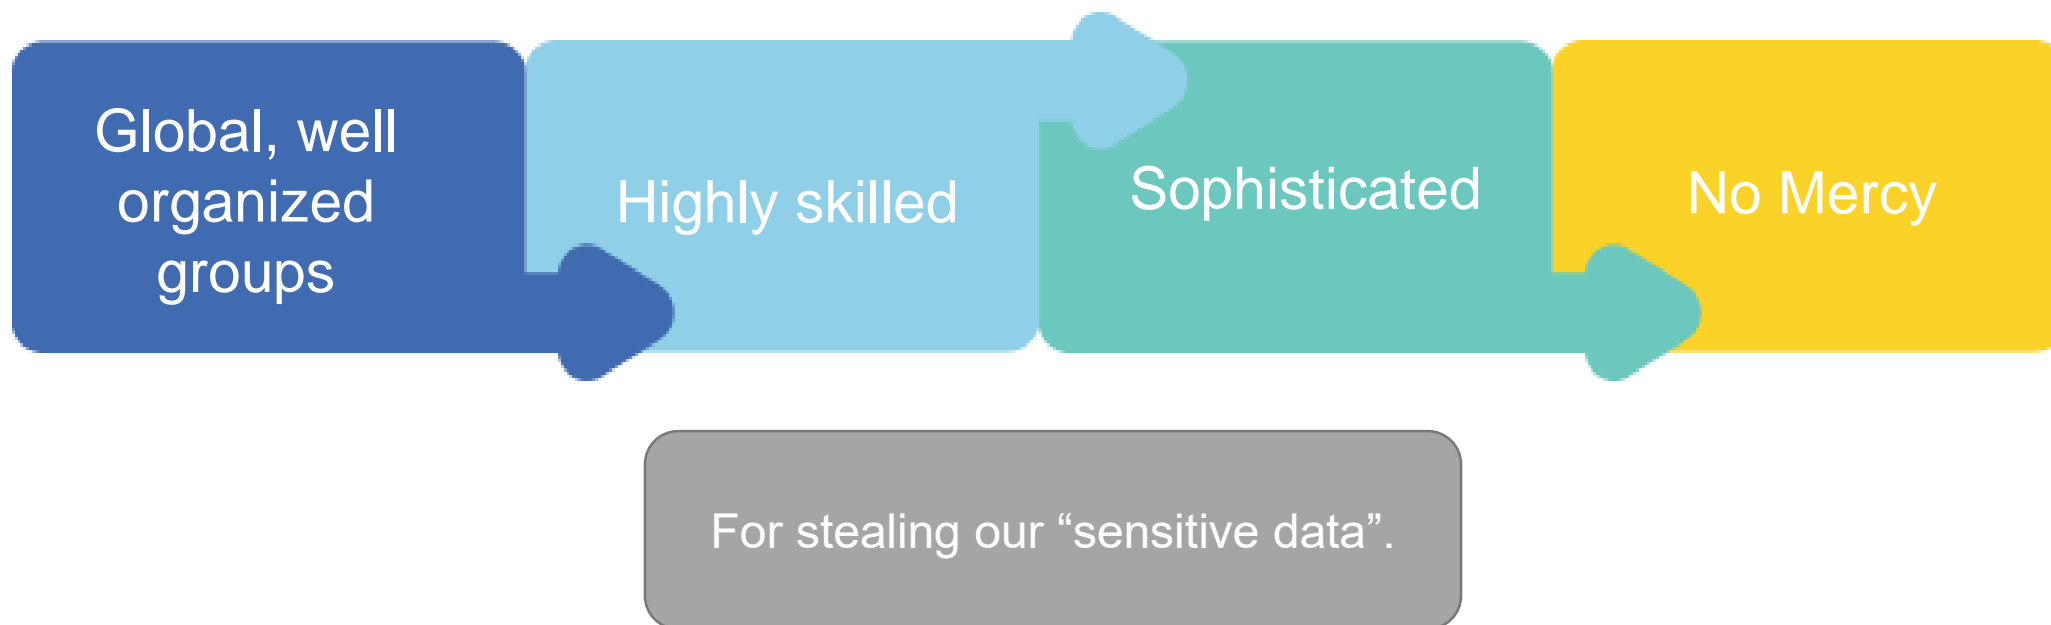 Global, well
organized
groups
Highly skilled
Sophisticated
No Mercy
For stealing our “sensitive data”.